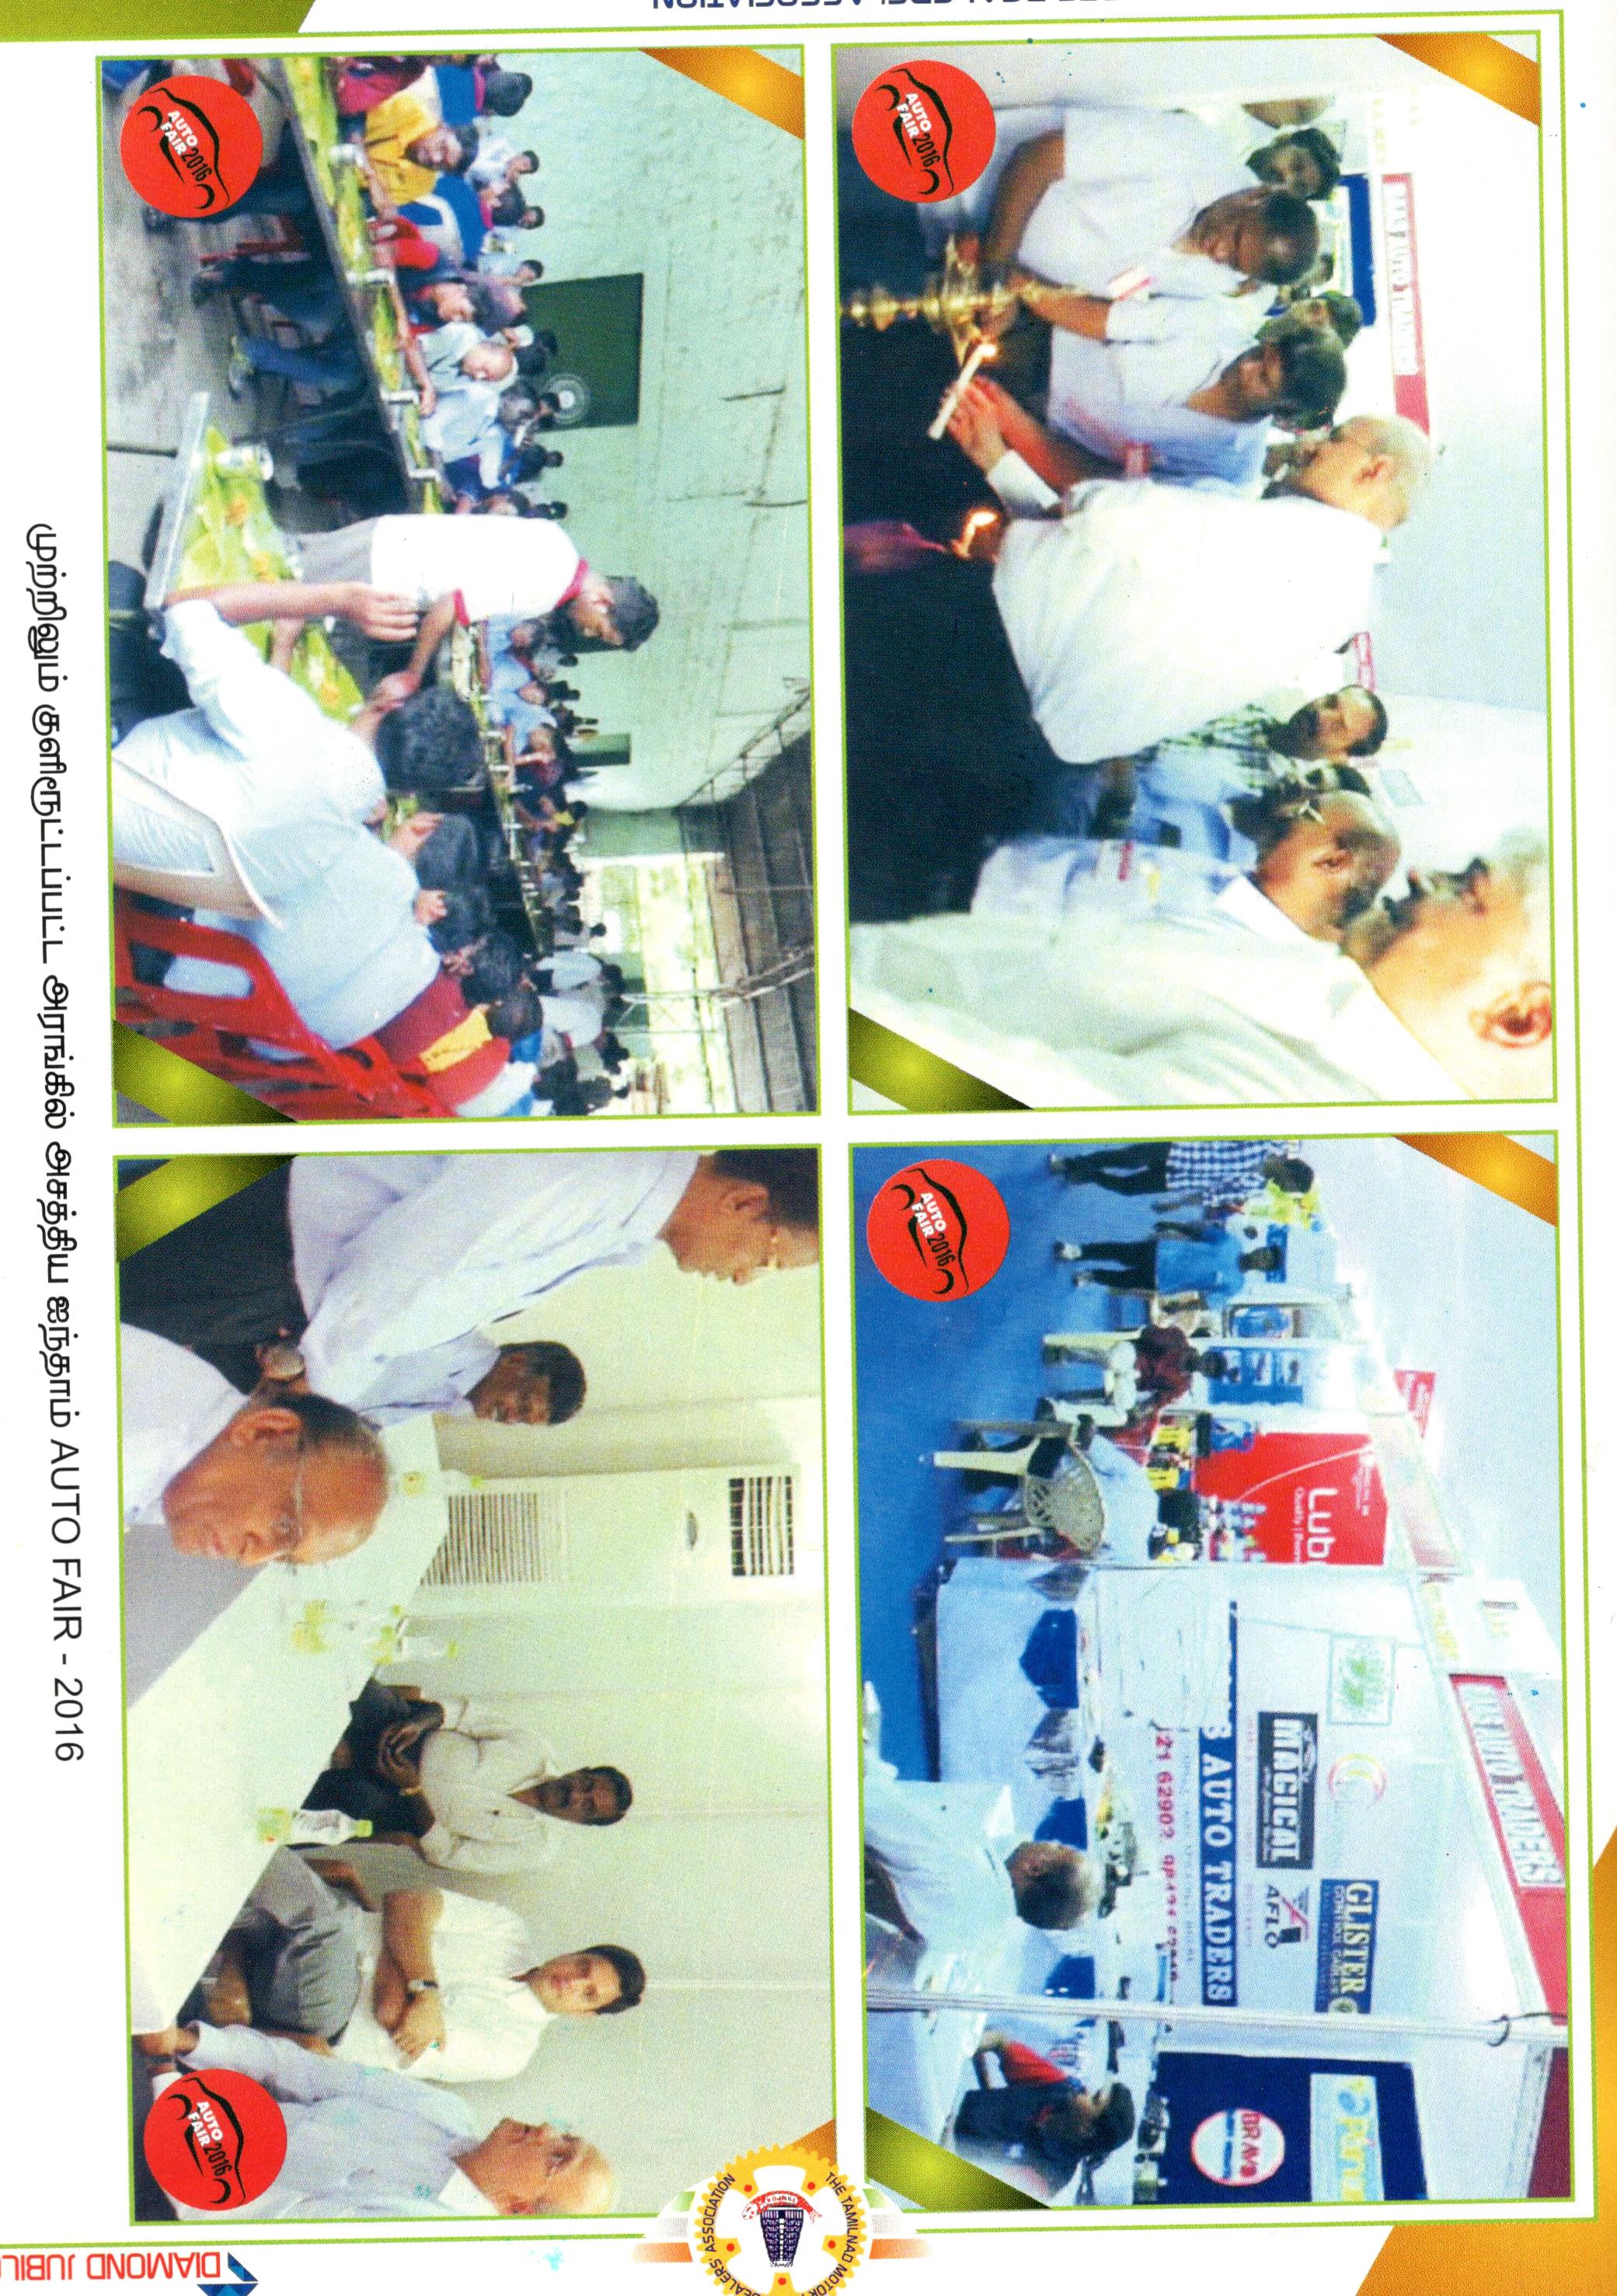 BAAS AUTO TRADERS
AUTO
FAIR 2016
BAAS AUTO TRADERS
Lub
GLISTER
CONTROL CABLES
MAGICAL
AFLO
BRAVO
S AUTO TRADERS
21 62902
AUTO
FAIR 2016
THE TAMILNAD MOTOR
DEALERS' ASSOCIATION
ASSOCIATION
AUTO
FAIR 2016
AUTO
FAIR 2016
DIAMOND JUBIL
முற்றிலும் குளிரூட்டப்பட்ட அரங்கில் அசத்திய ஐந்தாம் AUTO FAIR - 2016